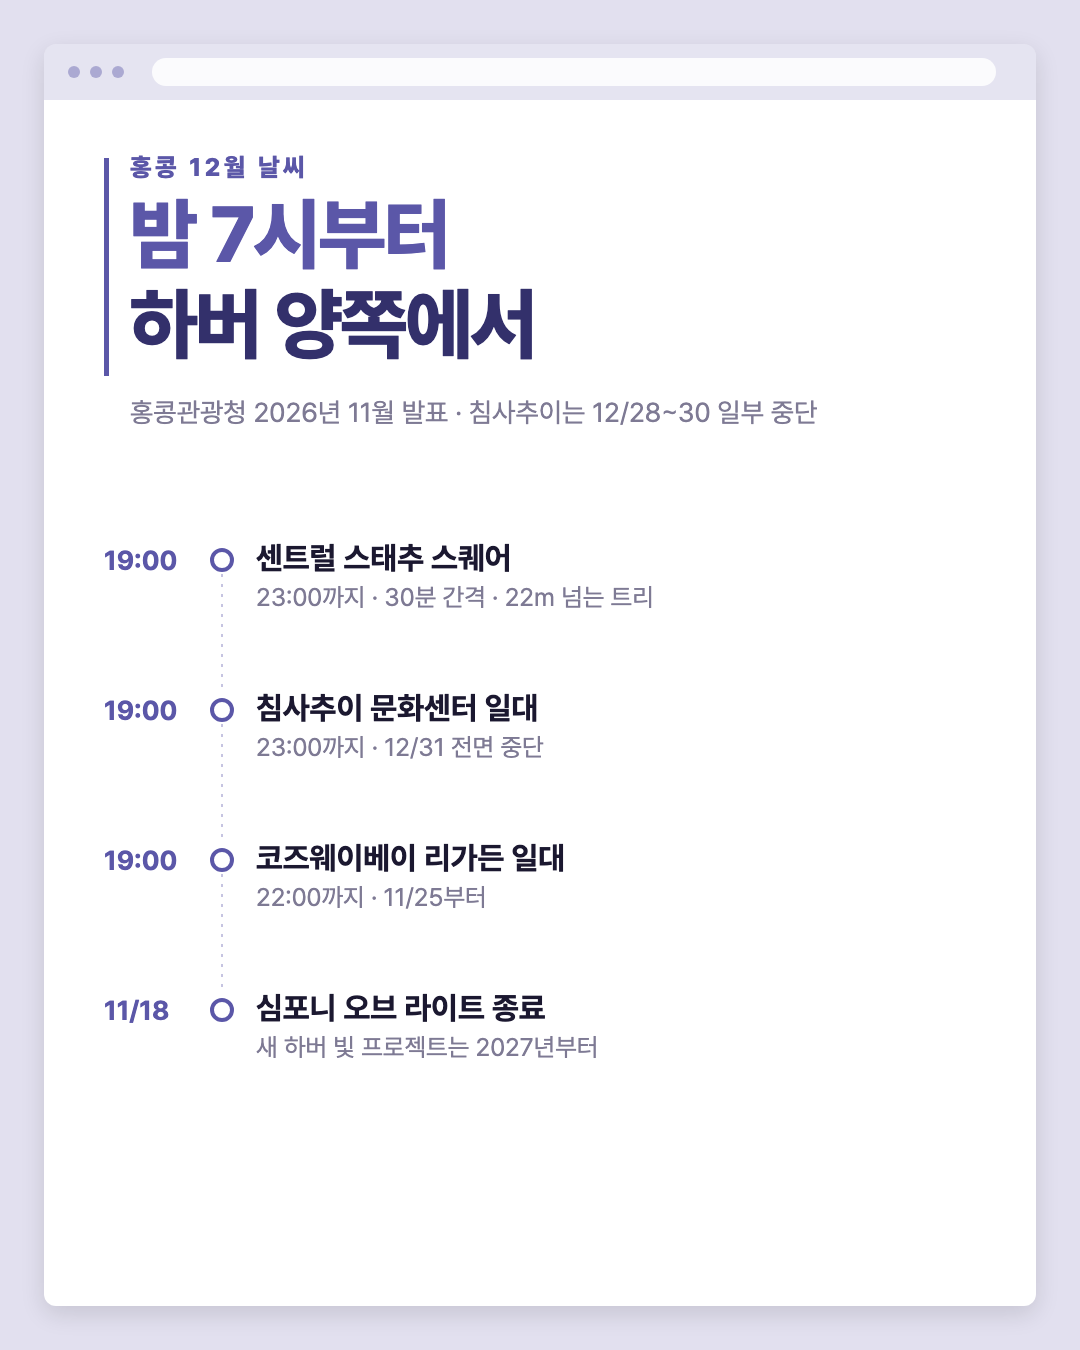 홍콩 12월 날씨
밤 7시부터
하버 양쪽에서
홍콩관광청 2026년 11월 발표 · 침사추이는 12/28~30 일부 중단
19:00
센트럴 스태추 스퀘어
23:00까지 · 30분 간격 · 22m 넘는 트리
19:00
침사추이 문화센터 일대
23:00까지 · 12/31 전면 중단
19:00
코즈웨이베이 리가든 일대
22:00까지 · 11/25부터
11/18
심포니 오브 라이트 종료
새 하버 빛 프로젝트는 2027년부터